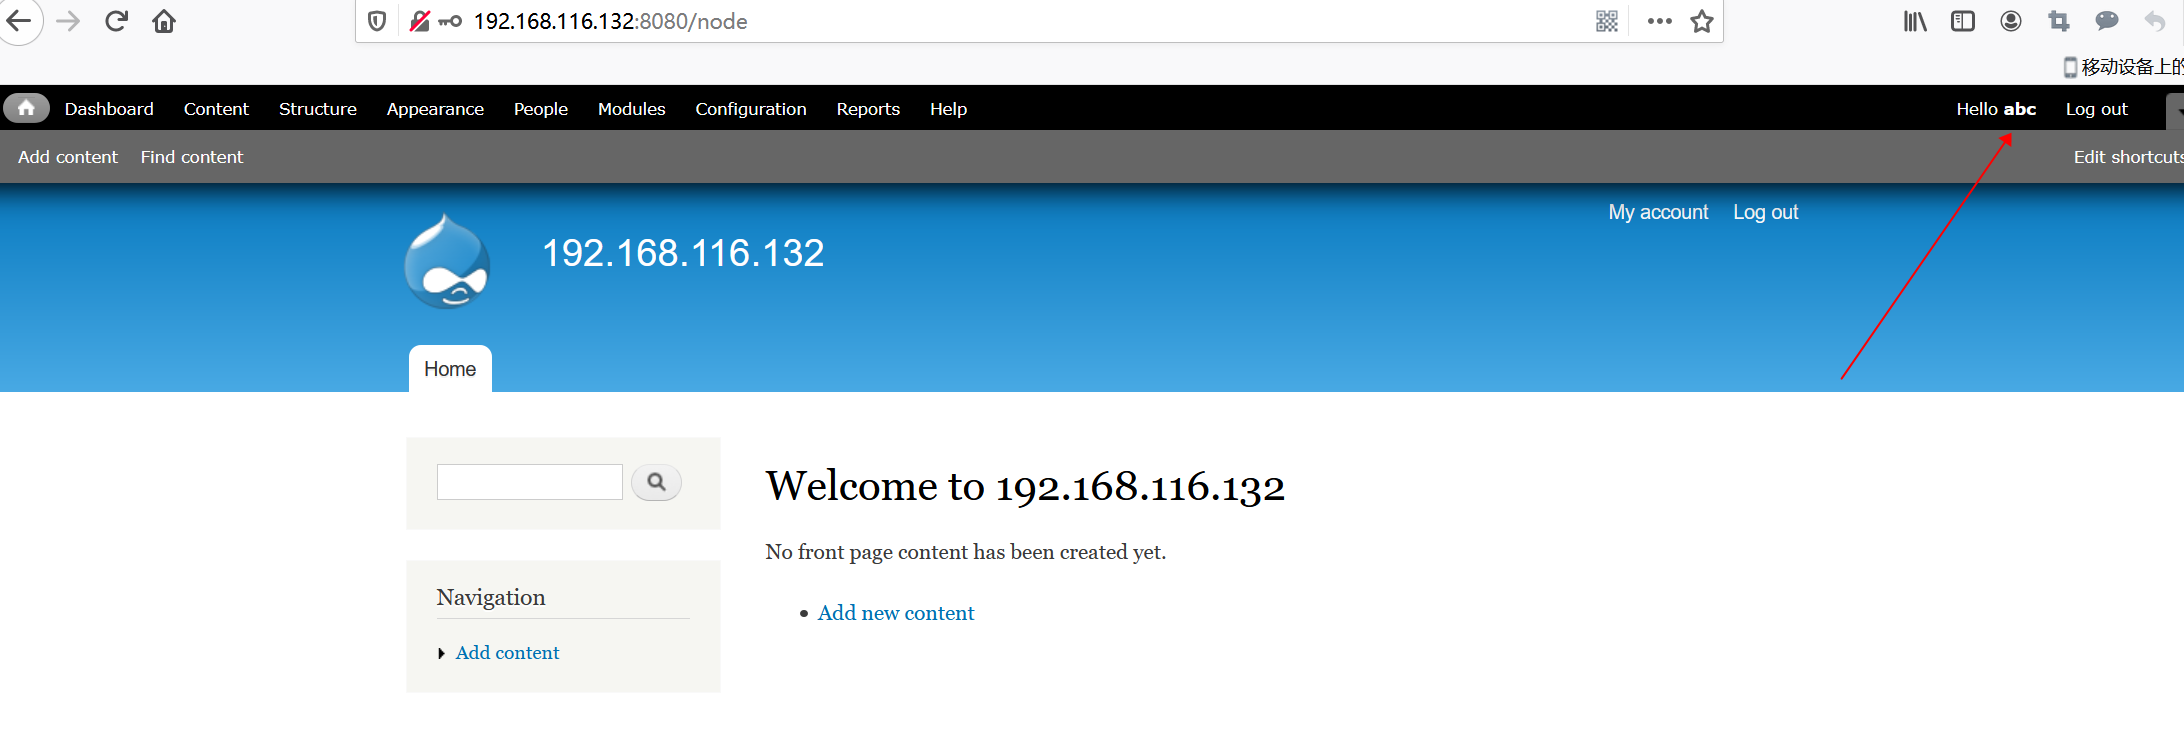 192.168.116.132:8080/node
移动设备上的
Dashboard Content Structure Appearance People Modules Configuration Reports Help Hello abc Log out
Add content Find content Edit shortcuts
My account Log out
192.168.116.132
Home
Welcome to 192.168.116.132
No front page content has been created yet.
Navigation
Add new content
Add content